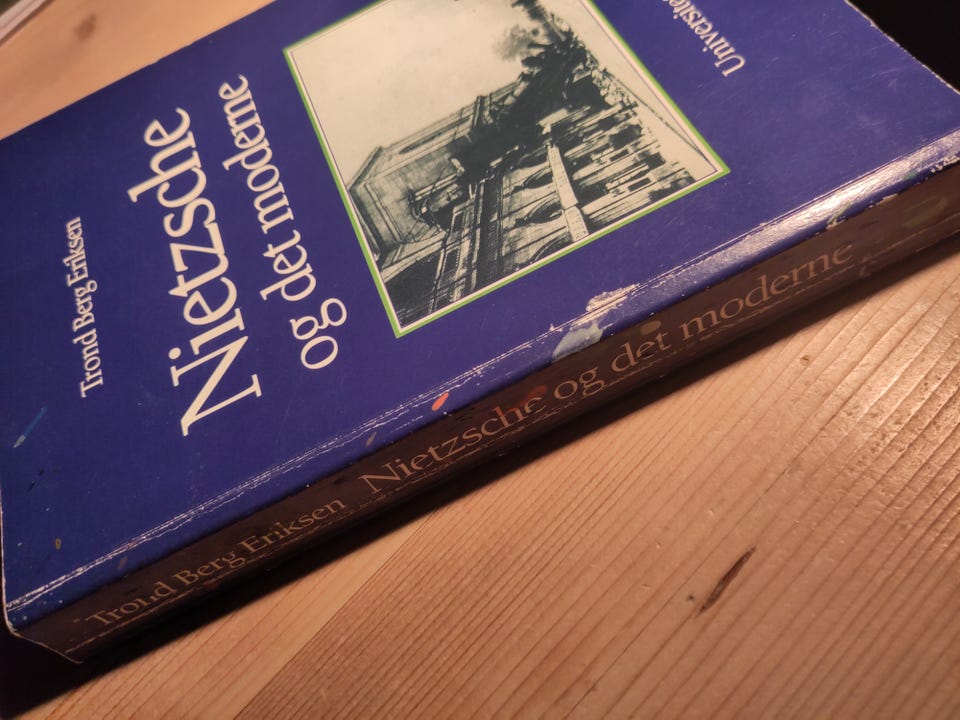 Trond Berg Eriksen
Nietzsche
og det moderne
Trond Berg Eriksen Nietzsche og det moderne